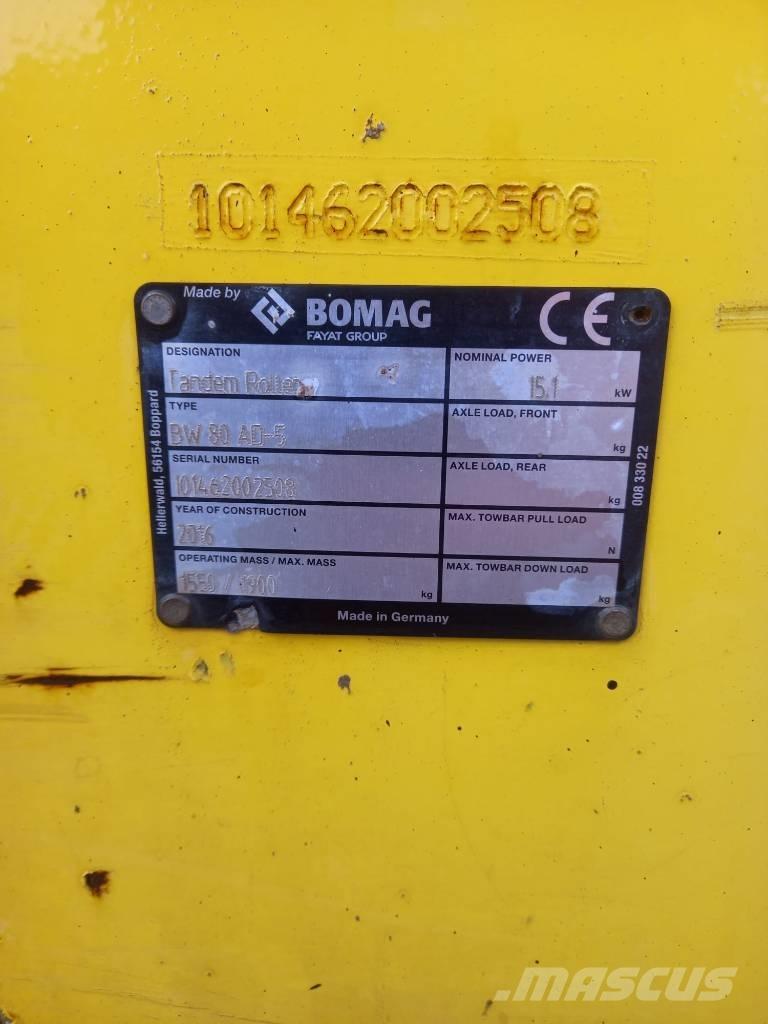 101462002508
Made by BOMAG CE
FAYAT GROUP
DESIGNATION
Tandem Roller
NOMINAL POWER
15.1 kW
TYPE
BW 80 AD-5
AXLE LOAD, FRONT
kg
SERIAL NUMBER
101462002508
AXLE LOAD, REAR
kg
YEAR OF CONSTRUCTION
2016
MAX. TOWBAR PULL LOAD
N
OPERATING MASS / MAX. MASS
1550 / 1900 kg
MAX. TOWBAR DOWN LOAD
kg
Made in Germany
Hellerwald, 56154 Boppard
008 330 22
MASCUS